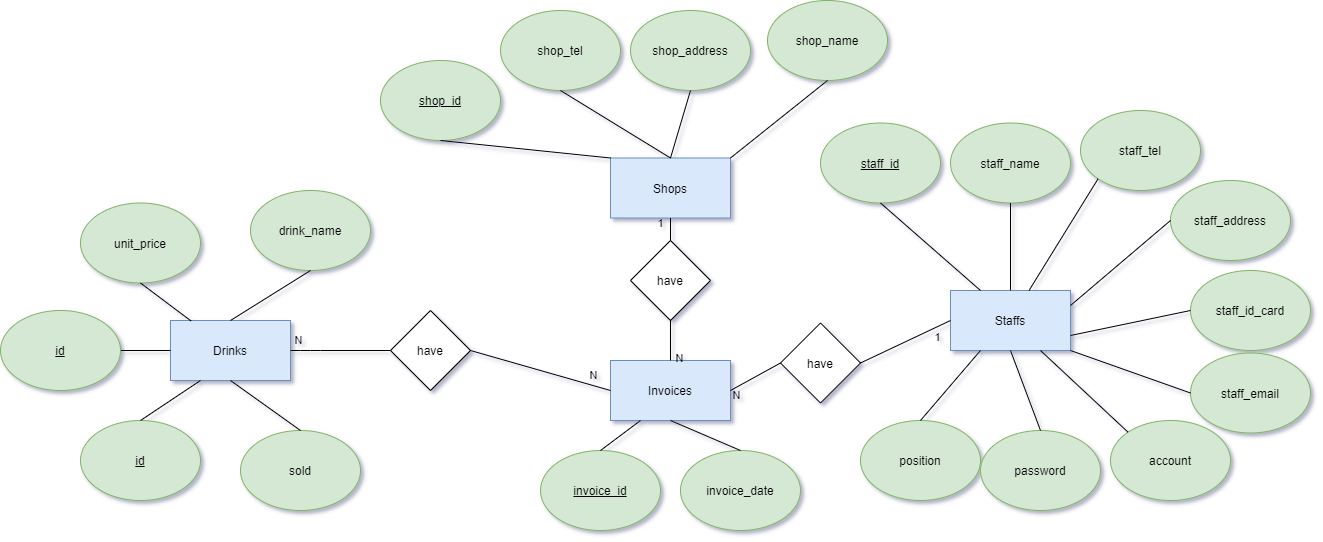 shop_name
shop_tel
shop_address
shop_id
staff_tel
staff_id
staff_name
Shops
staff_address
1
drink_name
unit_price
have
staff_id_card
Staffs
N
1
id
Drinks
have
N
have
N
Invoices
N
staff_email
id
sold
position
password
account
invoice_id
invoice_date